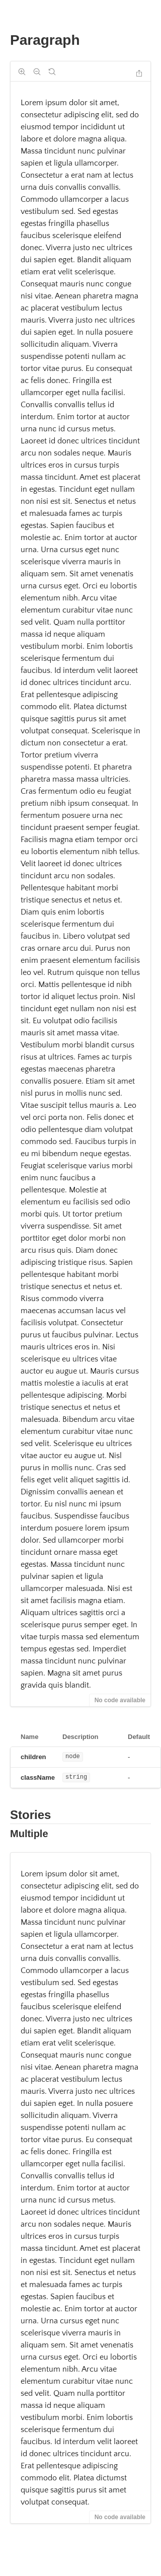 Paragraph
Lorem ipsum dolor sit amet,
consectetur adipiscing elit, sed do
eiusmod tempor incididunt ut
labore et dolore magna aliqua.
Massa tincidunt nunc pulvinar
sapien et ligula ullamcorper.
Consectetur a erat nam at lectus
urna duis convallis convallis.
Commodo ullamcorper a lacus
vestibulum sed. Sed egestas
egestas fringilla phasellus
faucibus scelerisque eleifend
donec. Viverra justo nec ultrices
dui sapien eget. Blandit aliquam
etiam erat velit scelerisque.
Consequat mauris nunc congue
nisi vitae. Aenean pharetra magna
ac placerat vestibulum lectus
mauris. Viverra justo nec ultrices
dui sapien eget. In nulla posuere
sollicitudin aliquam. Viverra
suspendisse potenti nullam ac
tortor vitae purus. Eu consequat
ac felis donec. Fringilla est
ullamcorper eget nulla facilisi.
Convallis convallis tellus id
interdum. Enim tortor at auctor
urna nunc id cursus metus.
Laoreet id donec ultrices tincidunt
arcu non sodales neque. Mauris
ultrices eros in cursus turpis
massa tincidunt. Amet est placerat
in egestas. Tincidunt eget nullam
non nisi est sit. Senectus et netus
et malesuada fames ac turpis
egestas. Sapien faucibus et
molestie ac. Enim tortor at auctor
urna. Urna cursus eget nunc
scelerisque viverra mauris in
aliquam sem. Sit amet venenatis
urna cursus eget. Orci eu lobortis
elementum nibh. Arcu vitae
elementum curabitur vitae nunc
sed velit. Quam nulla porttitor
massa id neque aliquam
vestibulum morbi. Enim lobortis
scelerisque fermentum dui
faucibus. Id interdum velit laoreet
id donec ultrices tincidunt arcu.
Erat pellentesque adipiscing
commodo elit. Platea dictumst
quisque sagittis purus sit amet
volutpat consequat. Scelerisque in
dictum non consectetur a erat.
Tortor pretium viverra
suspendisse potenti. Et pharetra
pharetra massa massa ultricies.
Cras fermentum odio eu feugiat
pretium nibh ipsum consequat. In
fermentum posuere urna nec
tincidunt praesent semper feugiat.
Facilisis magna etiam tempor orci
eu lobortis elementum nibh tellus.
Velit laoreet id donec ultrices
tincidunt arcu non sodales.
Pellentesque habitant morbi
tristique senectus et netus et.
Diam quis enim lobortis
scelerisque fermentum dui
faucibus in. Libero volutpat sed
cras ornare arcu dui. Purus non
enim praesent elementum facilisis
leo vel. Rutrum quisque non tellus
orci. Mattis pellentesque id nibh
tortor id aliquet lectus proin. Nisl
tincidunt eget nullam non nisi est
sit. Eu volutpat odio facilisis
mauris sit amet massa vitae.
Vestibulum morbi blandit cursus
risus at ultrices. Fames ac turpis
egestas maecenas pharetra
convallis posuere. Etiam sit amet
nisl purus in mollis nunc sed.
Vitae suscipit tellus mauris a. Leo
vel orci porta non. Felis donec et
odio pellentesque diam volutpat
commodo sed. Faucibus turpis in
eu mi bibendum neque egestas.
Feugiat scelerisque varius morbi
enim nunc faucibus a
pellentesque. Molestie at
elementum eu facilisis sed odio
morbi quis. Ut tortor pretium
viverra suspendisse. Sit amet
porttitor eget dolor morbi non
arcu risus quis. Diam donec
adipiscing tristique risus. Sapien
pellentesque habitant morbi
tristique senectus et netus et.
Risus commodo viverra
maecenas accumsan lacus vel
facilisis volutpat. Consectetur
purus ut faucibus pulvinar. Lectus
mauris ultrices eros in. Nisi
scelerisque eu ultrices vitae
auctor eu augue ut. Mauris cursus
mattis molestie a iaculis at erat
pellentesque adipiscing. Morbi
tristique senectus et netus et
malesuada. Bibendum arcu vitae
elementum curabitur vitae nunc
sed velit. Scelerisque eu ultrices
vitae auctor eu augue ut. Nisl
purus in mollis nunc. Cras sed
felis eget velit aliquet sagittis id.
Dignissim convallis aenean et
tortor. Eu nisl nunc mi ipsum
faucibus. Suspendisse faucibus
interdum posuere lorem ipsum
dolor. Sed ullamcorper morbi
tincidunt ornare massa eget
egestas. Massa tincidunt nunc
pulvinar sapien et ligula
ullamcorper malesuada. Nisi est
sit amet facilisis magna etiam.
Aliquam ultrices sagittis orci a
scelerisque purus semper eget. In
vitae turpis massa sed elementum
tempus egestas sed. Imperdiet
massa tincidunt nunc pulvinar
sapien. Magna sit amet purus
gravida quis blandit.
No code available
Name Description Default
children node -
className string -
Stories
Multiple
Lorem ipsum dolor sit amet,
consectetur adipiscing elit, sed do
eiusmod tempor incididunt ut
labore et dolore magna aliqua.
Massa tincidunt nunc pulvinar
sapien et ligula ullamcorper.
Consectetur a erat nam at lectus
urna duis convallis convallis.
Commodo ullamcorper a lacus
vestibulum sed. Sed egestas
egestas fringilla phasellus
faucibus scelerisque eleifend
donec. Viverra justo nec ultrices
dui sapien eget. Blandit aliquam
etiam erat velit scelerisque.
Consequat mauris nunc congue
nisi vitae. Aenean pharetra magna
ac placerat vestibulum lectus
mauris. Viverra justo nec ultrices
dui sapien eget. In nulla posuere
sollicitudin aliquam. Viverra
suspendisse potenti nullam ac
tortor vitae purus. Eu consequat
ac felis donec. Fringilla est
ullamcorper eget nulla facilisi.
Convallis convallis tellus id
interdum. Enim tortor at auctor
urna nunc id cursus metus.
Laoreet id donec ultrices tincidunt
arcu non sodales neque. Mauris
ultrices eros in cursus turpis
massa tincidunt. Amet est placerat
in egestas. Tincidunt eget nullam
non nisi est sit. Senectus et netus
et malesuada fames ac turpis
egestas. Sapien faucibus et
molestie ac. Enim tortor at auctor
urna. Urna cursus eget nunc
scelerisque viverra mauris in
aliquam sem. Sit amet venenatis
urna cursus eget. Orci eu lobortis
elementum nibh. Arcu vitae
elementum curabitur vitae nunc
sed velit. Quam nulla porttitor
massa id neque aliquam
vestibulum morbi. Enim lobortis
scelerisque fermentum dui
faucibus. Id interdum velit laoreet
id donec ultrices tincidunt arcu.
Erat pellentesque adipiscing
commodo elit. Platea dictumst
quisque sagittis purus sit amet
volutpat consequat.
No code available